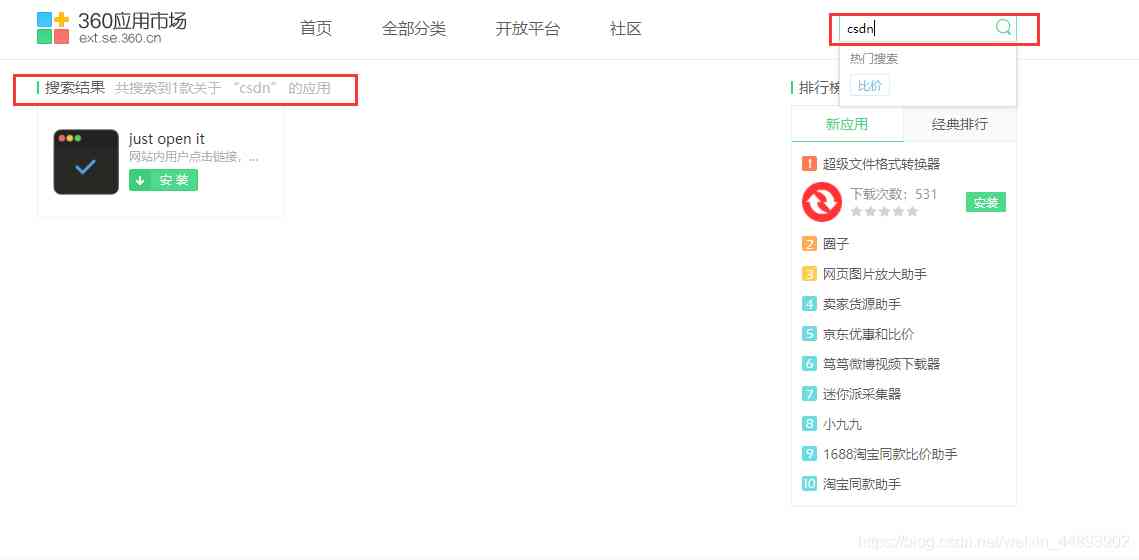 360应用市场
ext.se.360.cn
首页
全部分类
开放平台
社区
csdn
热门搜索
比价
搜索结果 共搜索到1款关于 “csdn” 的应用
just open it
网站内用户点击链接，...
安装
排行榜
新应用
经典排行
1 超级文件格式转换器
下载次数：531
安装
2 圈子
3 网页图片放大助手
4 卖家货源助手
5 京东优惠和比价
6 笃笃微博视频下载器
7 迷你派采集器
8 小九九
9 1688淘宝同款比价助手
10 淘宝同款助手